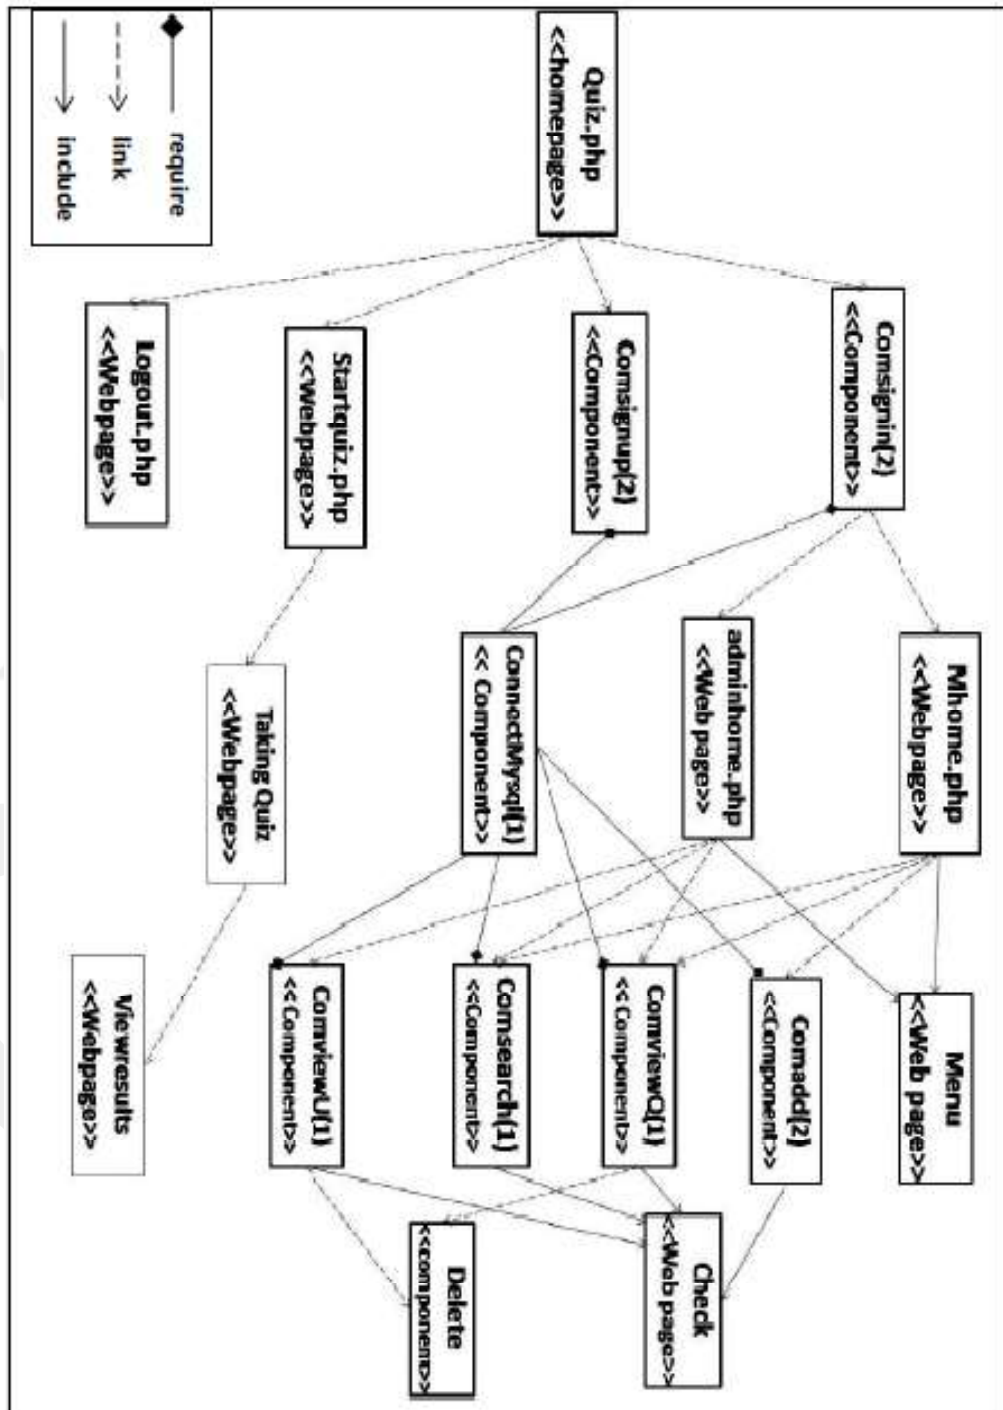 Quiz.php
<<homepage>>
Comsignin(2)
<<Component>>
Comsignup(2)
<<Component>>
Startquiz.php
<<Webpage>>
Logout.php
<<Webpage>>
Mhome.php
<<Webpage>>
adminhome.php
<<Web page>>
ConnectMysql(1)
<< Component>>
Taking Quiz
<<Webpage>>
Menu
<<Web page>>
Comadd(2)
<<Component>>
ComviewQ(1)
<< Component>>
Comsearch(1)
<<Component>>
ComviewU(1)
<< Component>>
Viewresults
<<Webpage>>
Check
<<Web page>>
Delete
<<component>>
require
link
include